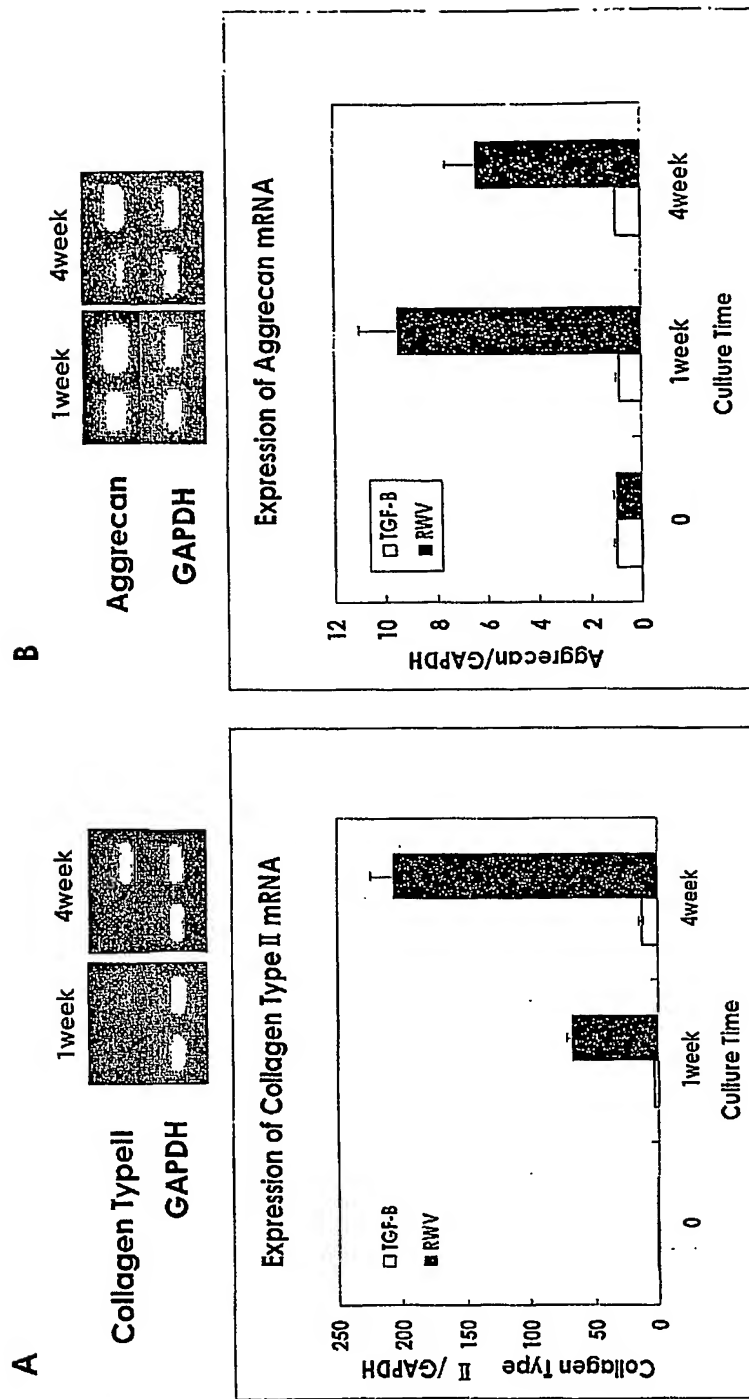 A
1week 4week
Collagen TypeII
GAPDH
Expression of Collagen Type II mRNA
TGF-B
RWV
Collagen Type
II /GAPDH
250
200
150
100
50
0
0 1week 4week
Culture Time
B
1week 4week
Aggrecan
GAPDH
Expression of Aggrecan mRNA
TGF-B
RWV
Aggrecan/GAPDH
12
10
8
6
4
2
0
0 1week 4week
Culture Time